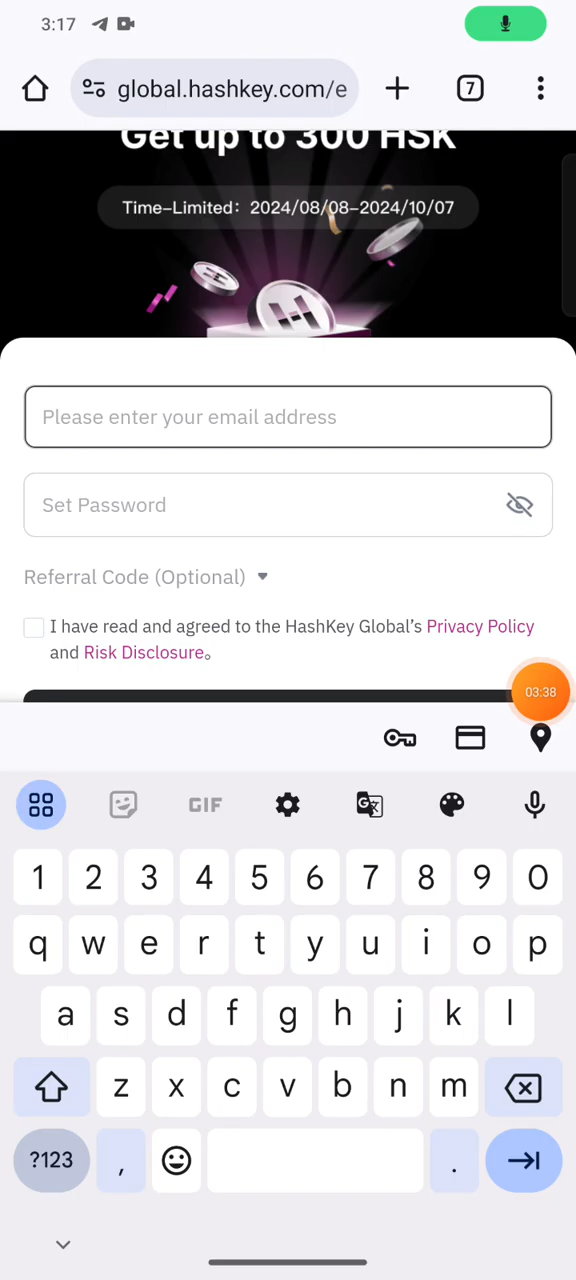 3:17
global.hashkey.com/e
7
Get up to 300 HSK
Time-Limited: 2024/08/08-2024/10/07
Please enter your email address
Set Password
Referral Code (Optional)
I have read and agreed to the HashKey Global's Privacy Policy
and Risk Disclosure。
03:38
GIF
1 2 3 4 5 6 7 8 9 0
q w e r t y u i o p
a s d f g h j k l
z x c v b n m
?123 , .